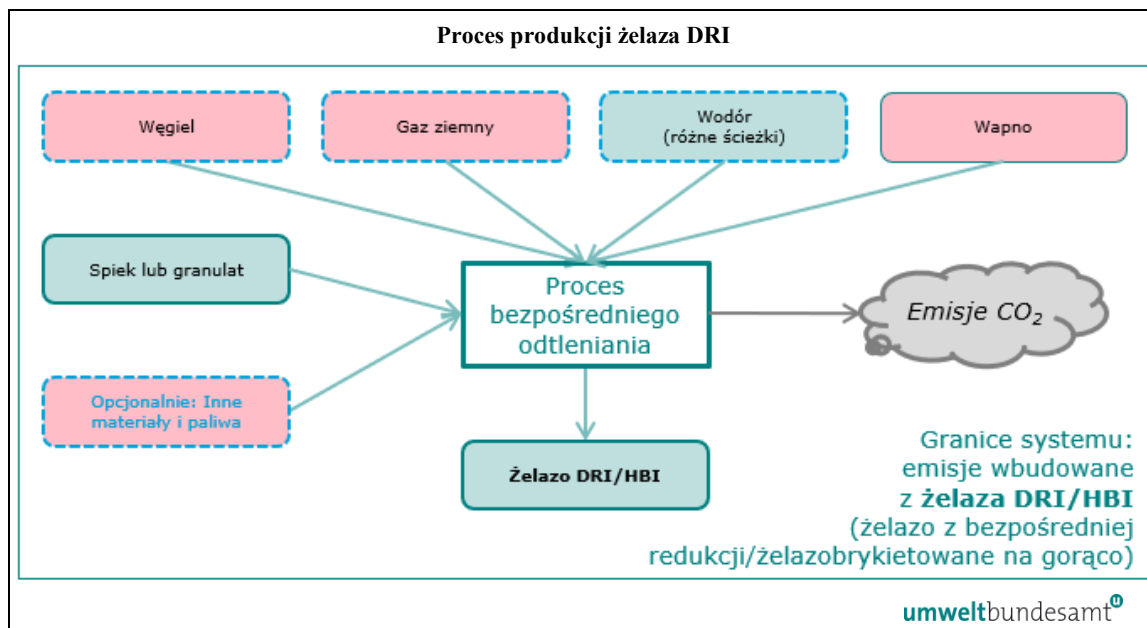 Proces produkcji żelaza DRI
Węgiel
Gaz ziemny
Wodór
(różne ścieżki)
Wapno
Spiek lub granulat
Proces
bezpośredniego
odtleniania
Emisje CO₂
Opcjonalnie: Inne
materiały i paliwa
Żelazo DRI/HBI
Granice systemu:
emisje wbudowane
z żelaza DRI/HBI
(żelazo z bezpośredniej
redukcji/żelazobrykietowane na gorąco)
umweltbundesamt u